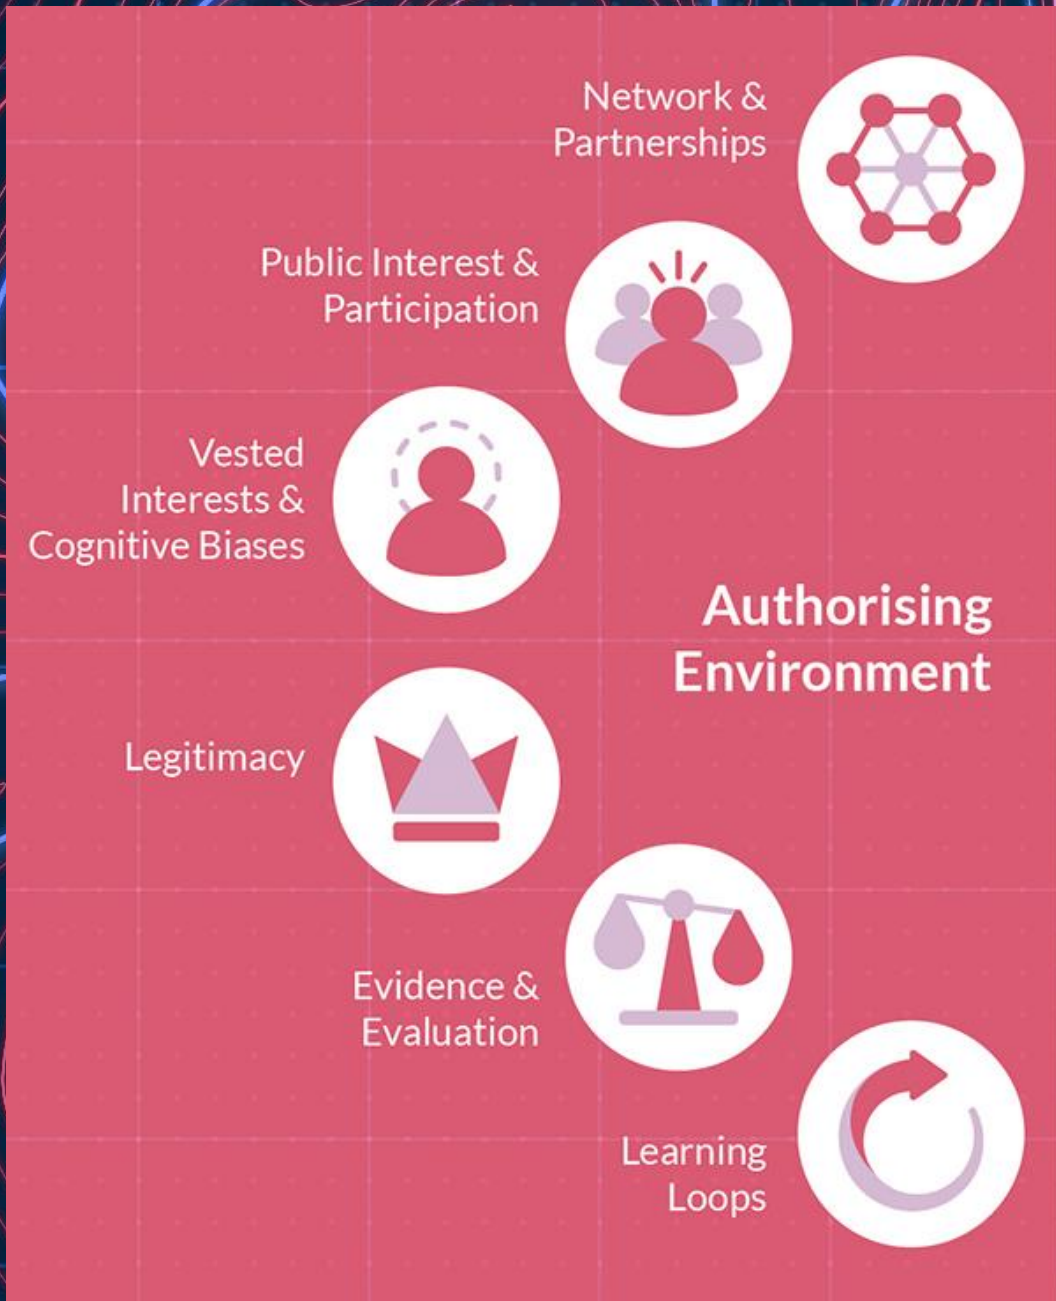 Network &
Partnerships
Public Interest &
Participation
Vested
Interests &
Cognitive Biases
Authorising
Environment
Legitimacy
Evidence &
Evaluation
Learning
Loops